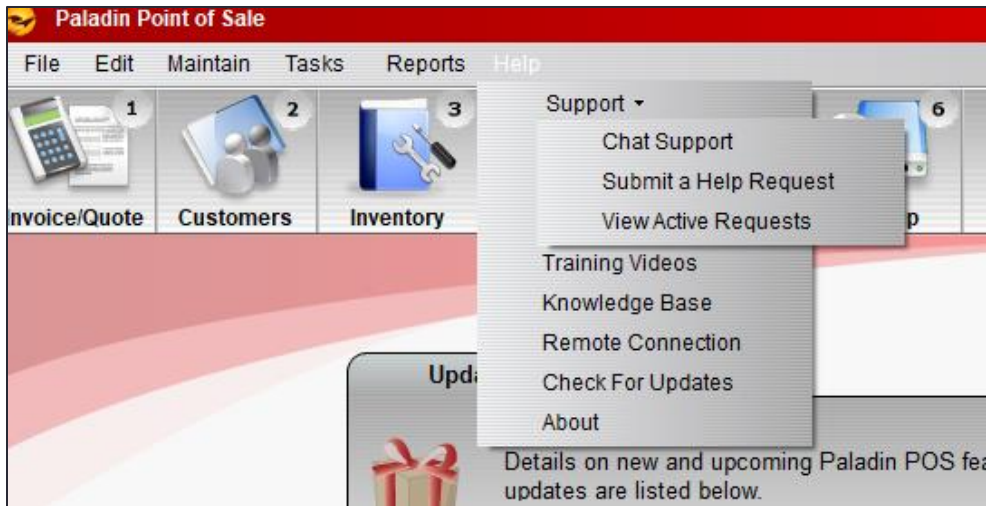 Paladin Point of Sale
File Edit Maintain Tasks Reports Help
1 2 3 6
Invoice/Quote Customers Inventory p
Support
Chat Support
Submit a Help Request
View Active Requests
Training Videos
Knowledge Base
Remote Connection
Check For Updates
About
Upda
Details on new and upcoming Paladin POS fea
updates are listed below.